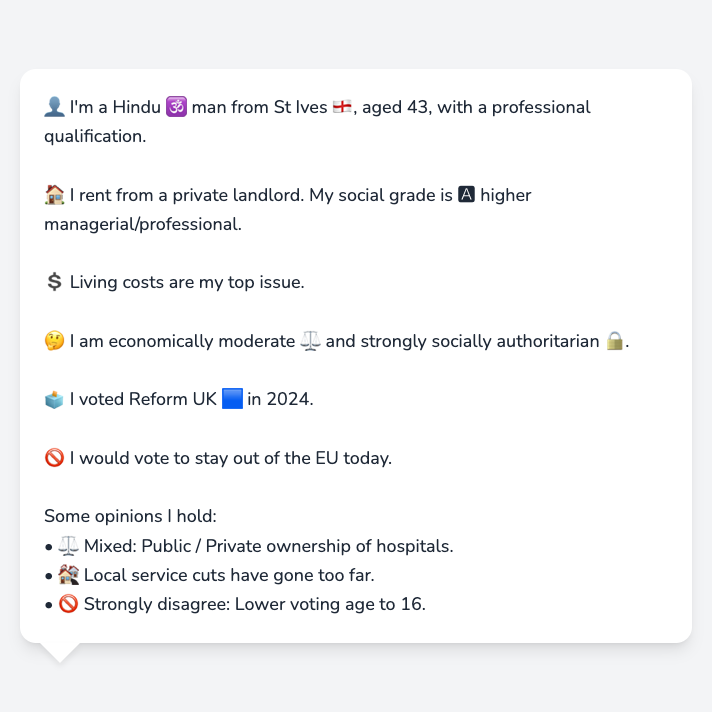 👤 I'm a Hindu 🕉️ man from St Ives 🏴󠁧󠁢󠁥󠁮󠁧󠁿, aged 43, with a professional
qualification.
🏠 I rent from a private landlord. My social grade is 🅰️ higher
managerial/professional.
💲 Living costs are my top issue.
🤔 I am economically moderate ⚖️ and strongly socially authoritarian 🔒.
🗳️ I voted Reform UK 🟦 in 2024.
🚫 I would vote to stay out of the EU today.
Some opinions I hold:
• ⚖️ Mixed: Public / Private ownership of hospitals.
• 🏚️ Local service cuts have gone too far.
• 🚫 Strongly disagree: Lower voting age to 16.